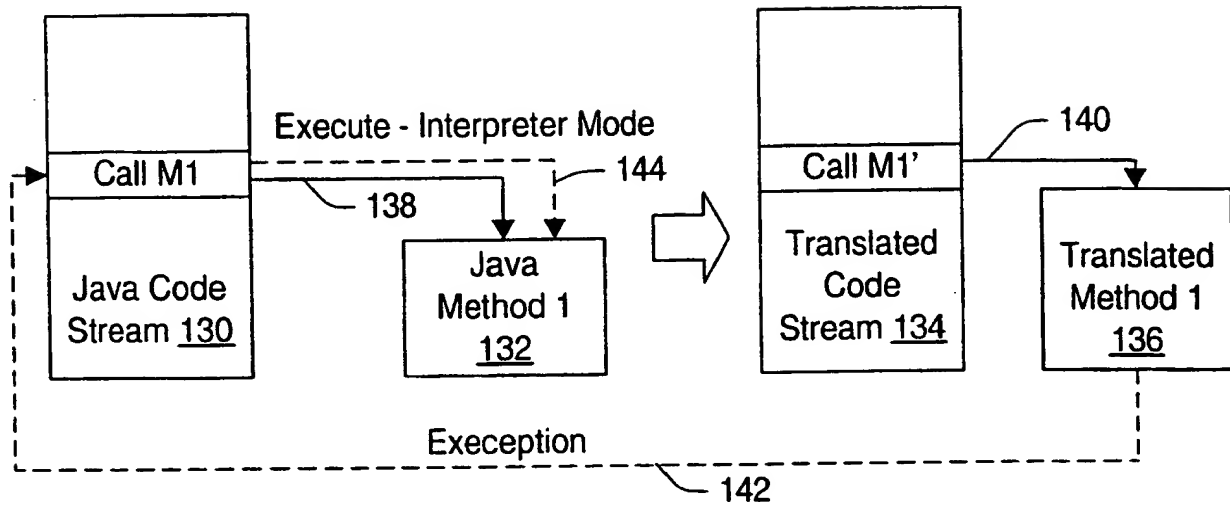 Execute - Interpreter Mode
Call M1
144
138
Java Code
Stream 130
Java
Method 1
132
Call M1'
140
Translated
Code
Stream 134
Translated
Method 1
136
Exeception
142